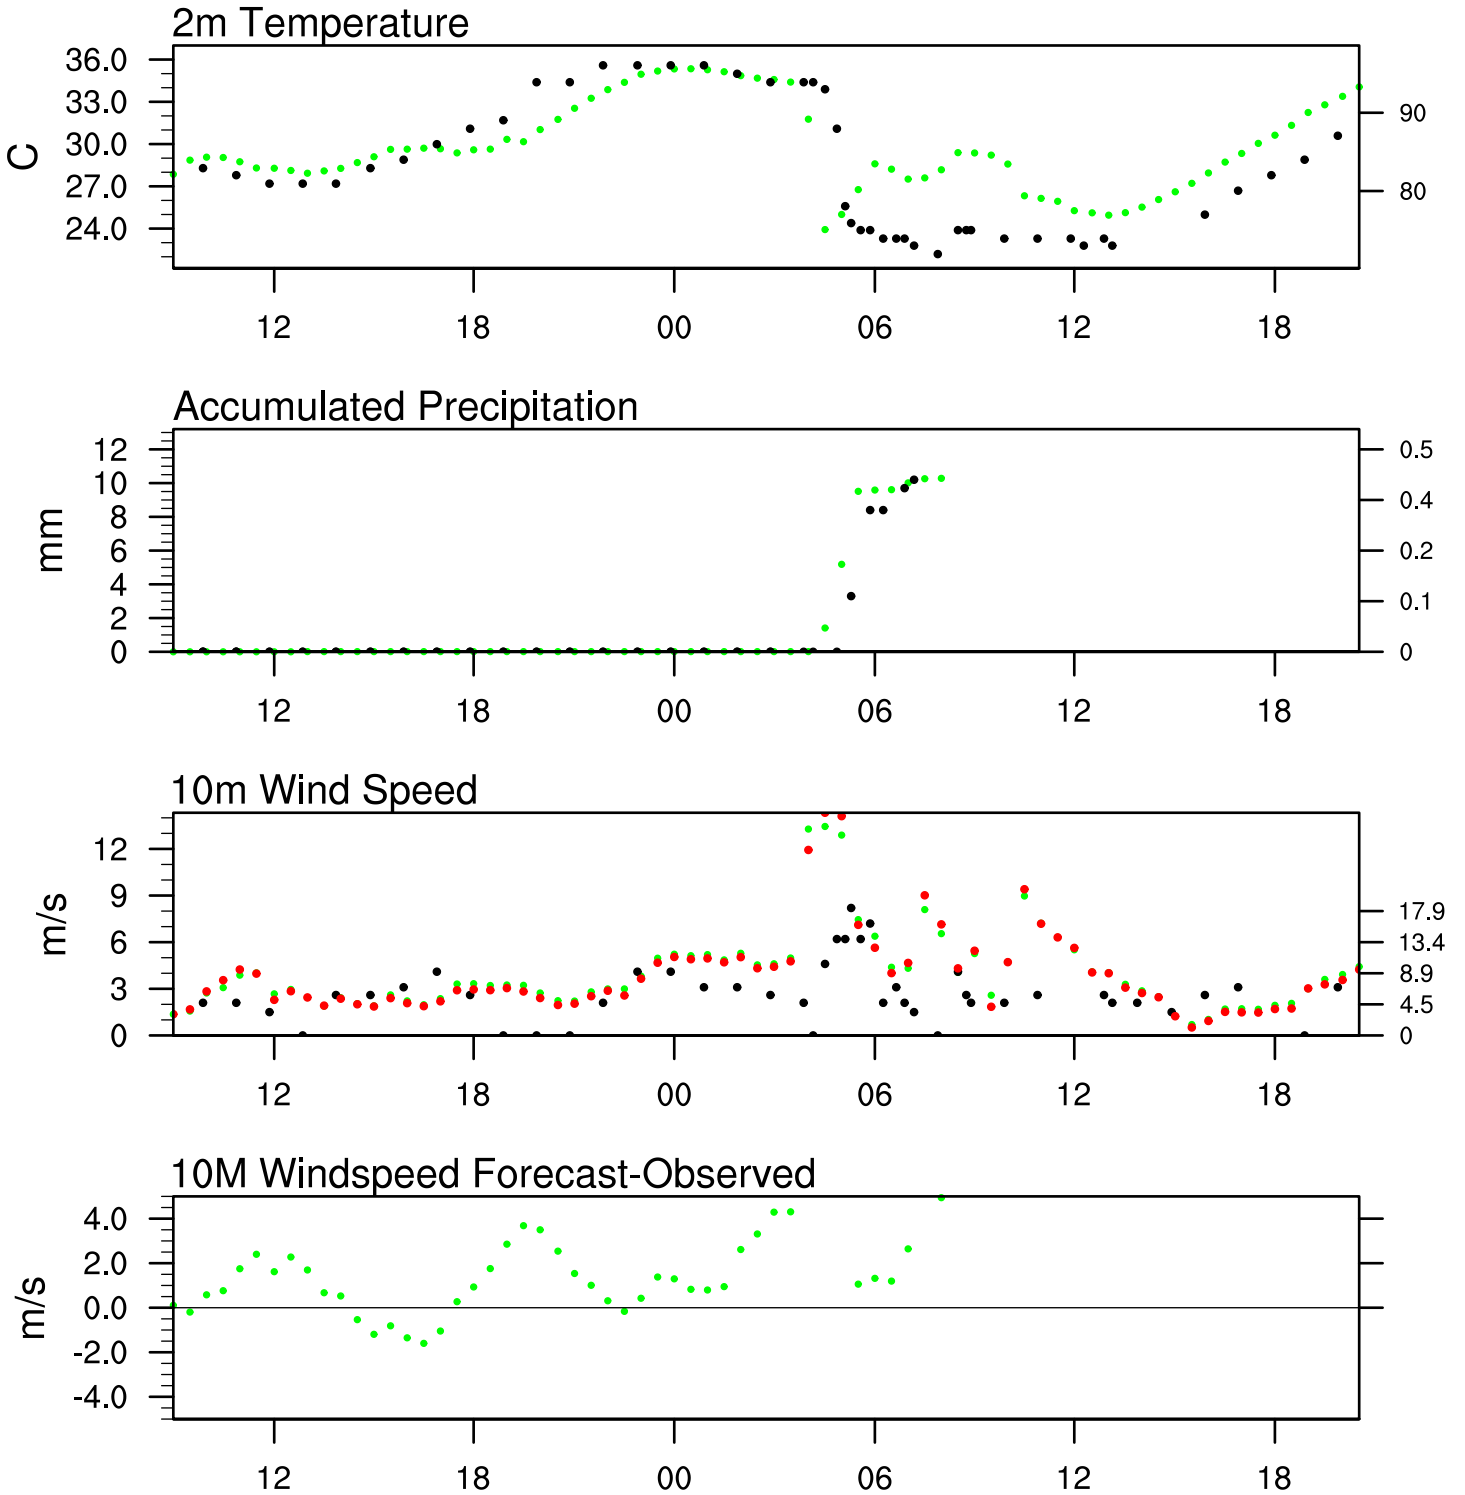 2m Temperature
36.0
33.0
30.0
27.0
24.0
C
90
80
12 18 00 06 12 18
Accumulated Precipitation
12
10
8
6
4
2
0
mm
0.5
0.4
0.2
0.1
0
12 18 00 06 12 18
10m Wind Speed
12
9
6
3
0
m/s
17.9
13.4
8.9
4.5
0
12 18 00 06 12 18
10M Windspeed Forecast-Observed
4.0
2.0
0.0
-2.0
-4.0
m/s
12 18 00 06 12 18